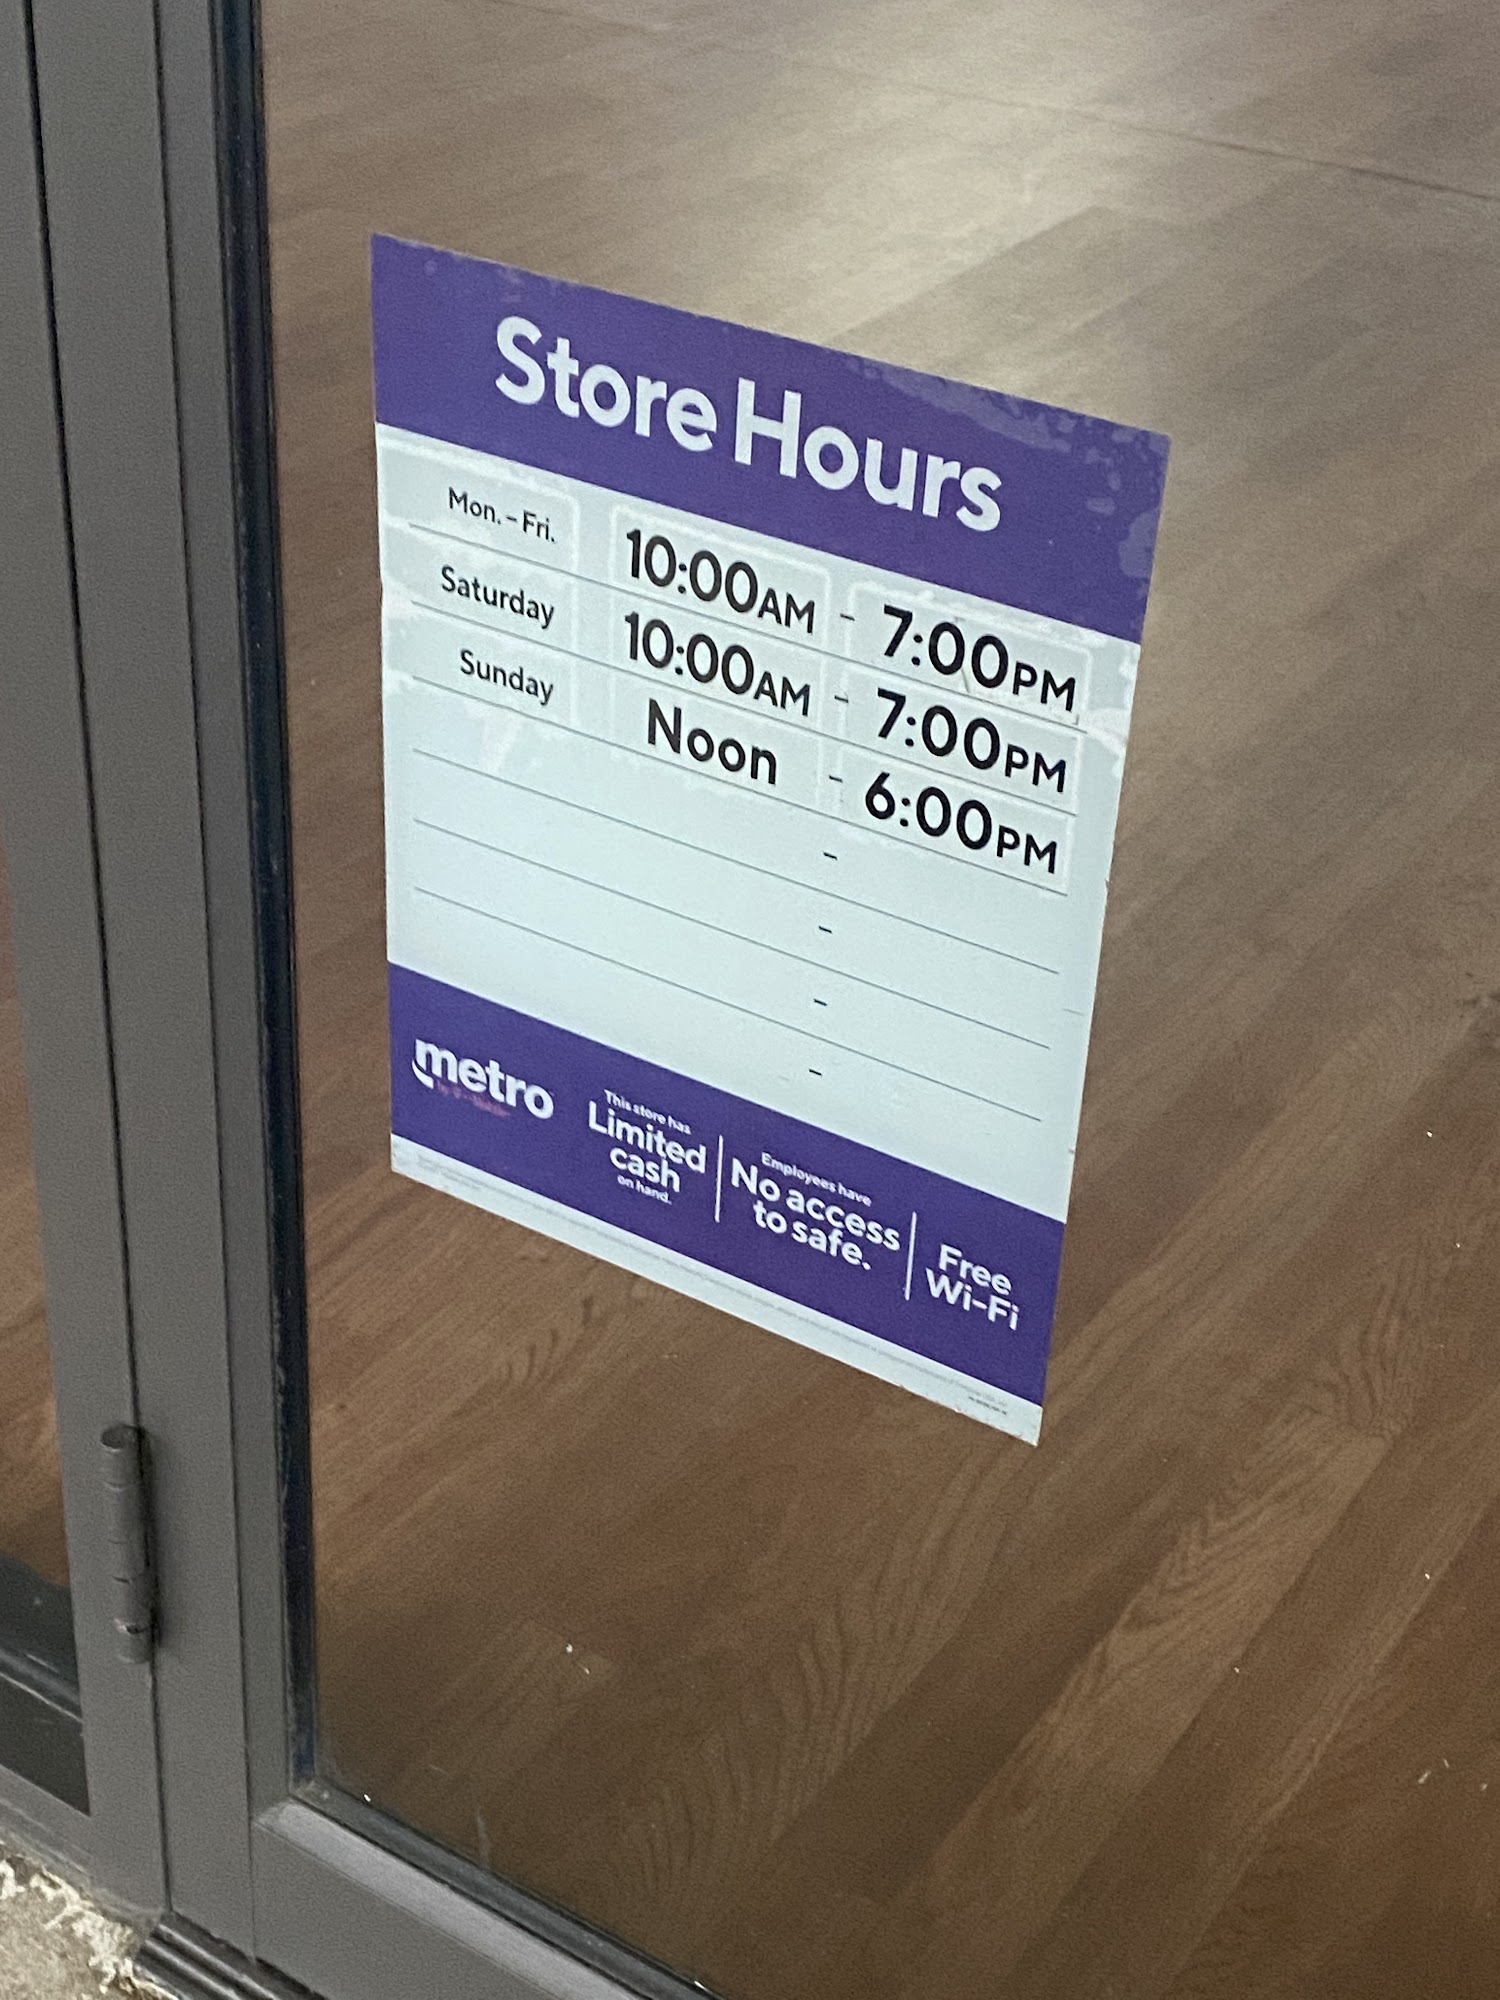 Store Hours
Mon. – Fri. 10:00AM - 7:00PM
Saturday 10:00AM - 7:00PM
Sunday Noon - 6:00PM
-
-
-
-
metro
This store has
Limited
cash
on hand.
Employees have
No access
to safe.
Free
Wi-Fi